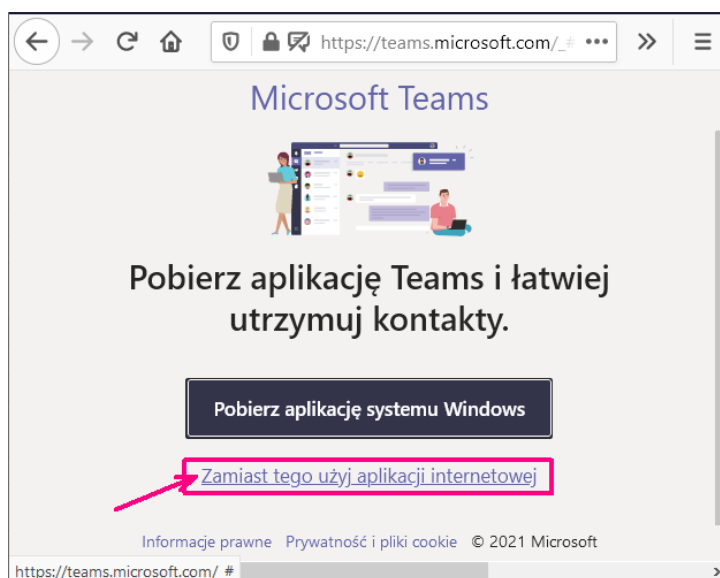 https://teams.microsoft.com/_#
Microsoft Teams
Pobierz aplikację Teams i łatwiej
utrzymuj kontakty.
Pobierz aplikację systemu Windows
Zamiast tego użyj aplikacji internetowej
Informacje prawne Prywatność i pliki cookie © 2021 Microsoft
https://teams.microsoft.com/_#